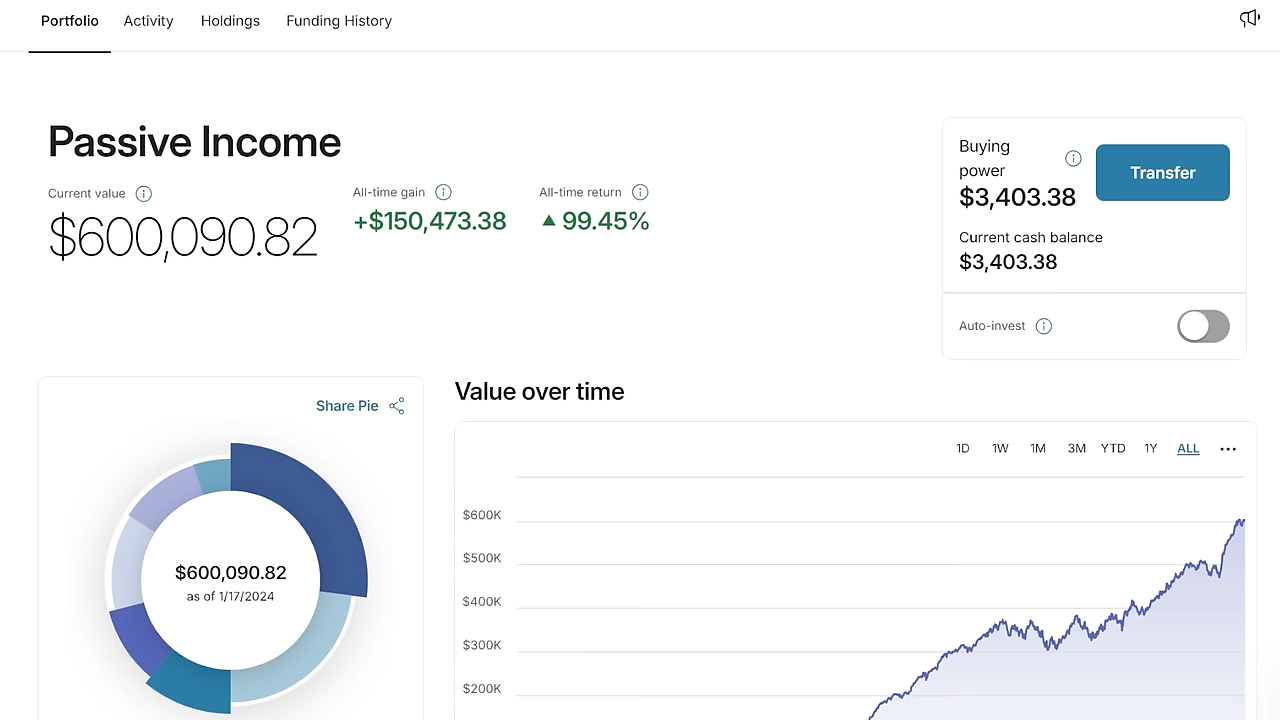 Portfolio Activity Holdings Funding History
Passive Income
Current value
$600,090.82
All-time gain
+$150,473.38
All-time return
99.45%
Buying
power
$3,403.38
Transfer
Current cash balance
$3,403.38
Auto-invest
Share Pie
$600,090.82
as of 1/17/2024
Value over time
1D 1W 1M 3M YTD 1Y ALL
$600K
$500K
$400K
$300K
$200K